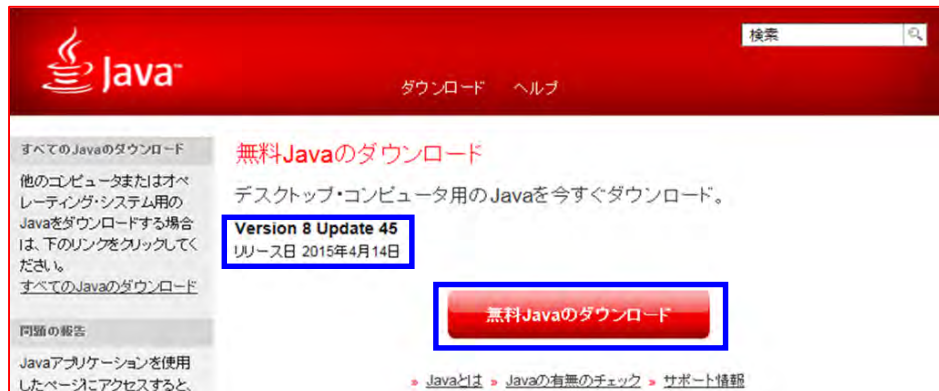 Java
検索
ダウンロード ヘルプ
すべてのJavaのダウンロード
他のコンピュータまたはオペ
レーティング・システム用の
Javaをダウンロードする場合
は、下のリンクをクリックしてく
ださい。
すべてのJavaのダウンロード
問題の報告
Javaアプリケーションを使用
したページにアクセスすると、
無料Javaのダウンロード
デスクトップ・コンピュータ用のJavaを今すぐダウンロード。
Version 8 Update 45
リリース日 2015年4月14日
無料Javaのダウンロード
» Javaとは » Javaの有無のチェック » サポート情報